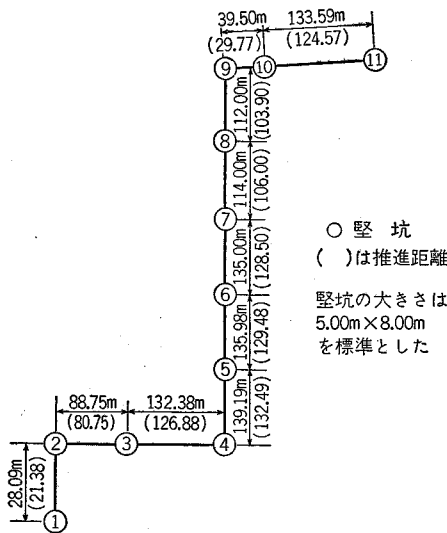 39.50m
133.59m
(29.77)
(124.57)
⑨
⑩
⑪
112.00m
(103.90)
⑧
114.00m
(106.00)
⑦
135.00m
(128.50)
⑥
135.98m
(129.48)
⑤
139.19m
(132.49)
④
○ 堅 坑
( )は推進距離
堅坑の大きさは
5.00m×8.00m
を標準とした
88.75m
132.38m
(80.75)
(126.88)
②
③
28.09m
(21.38)
①